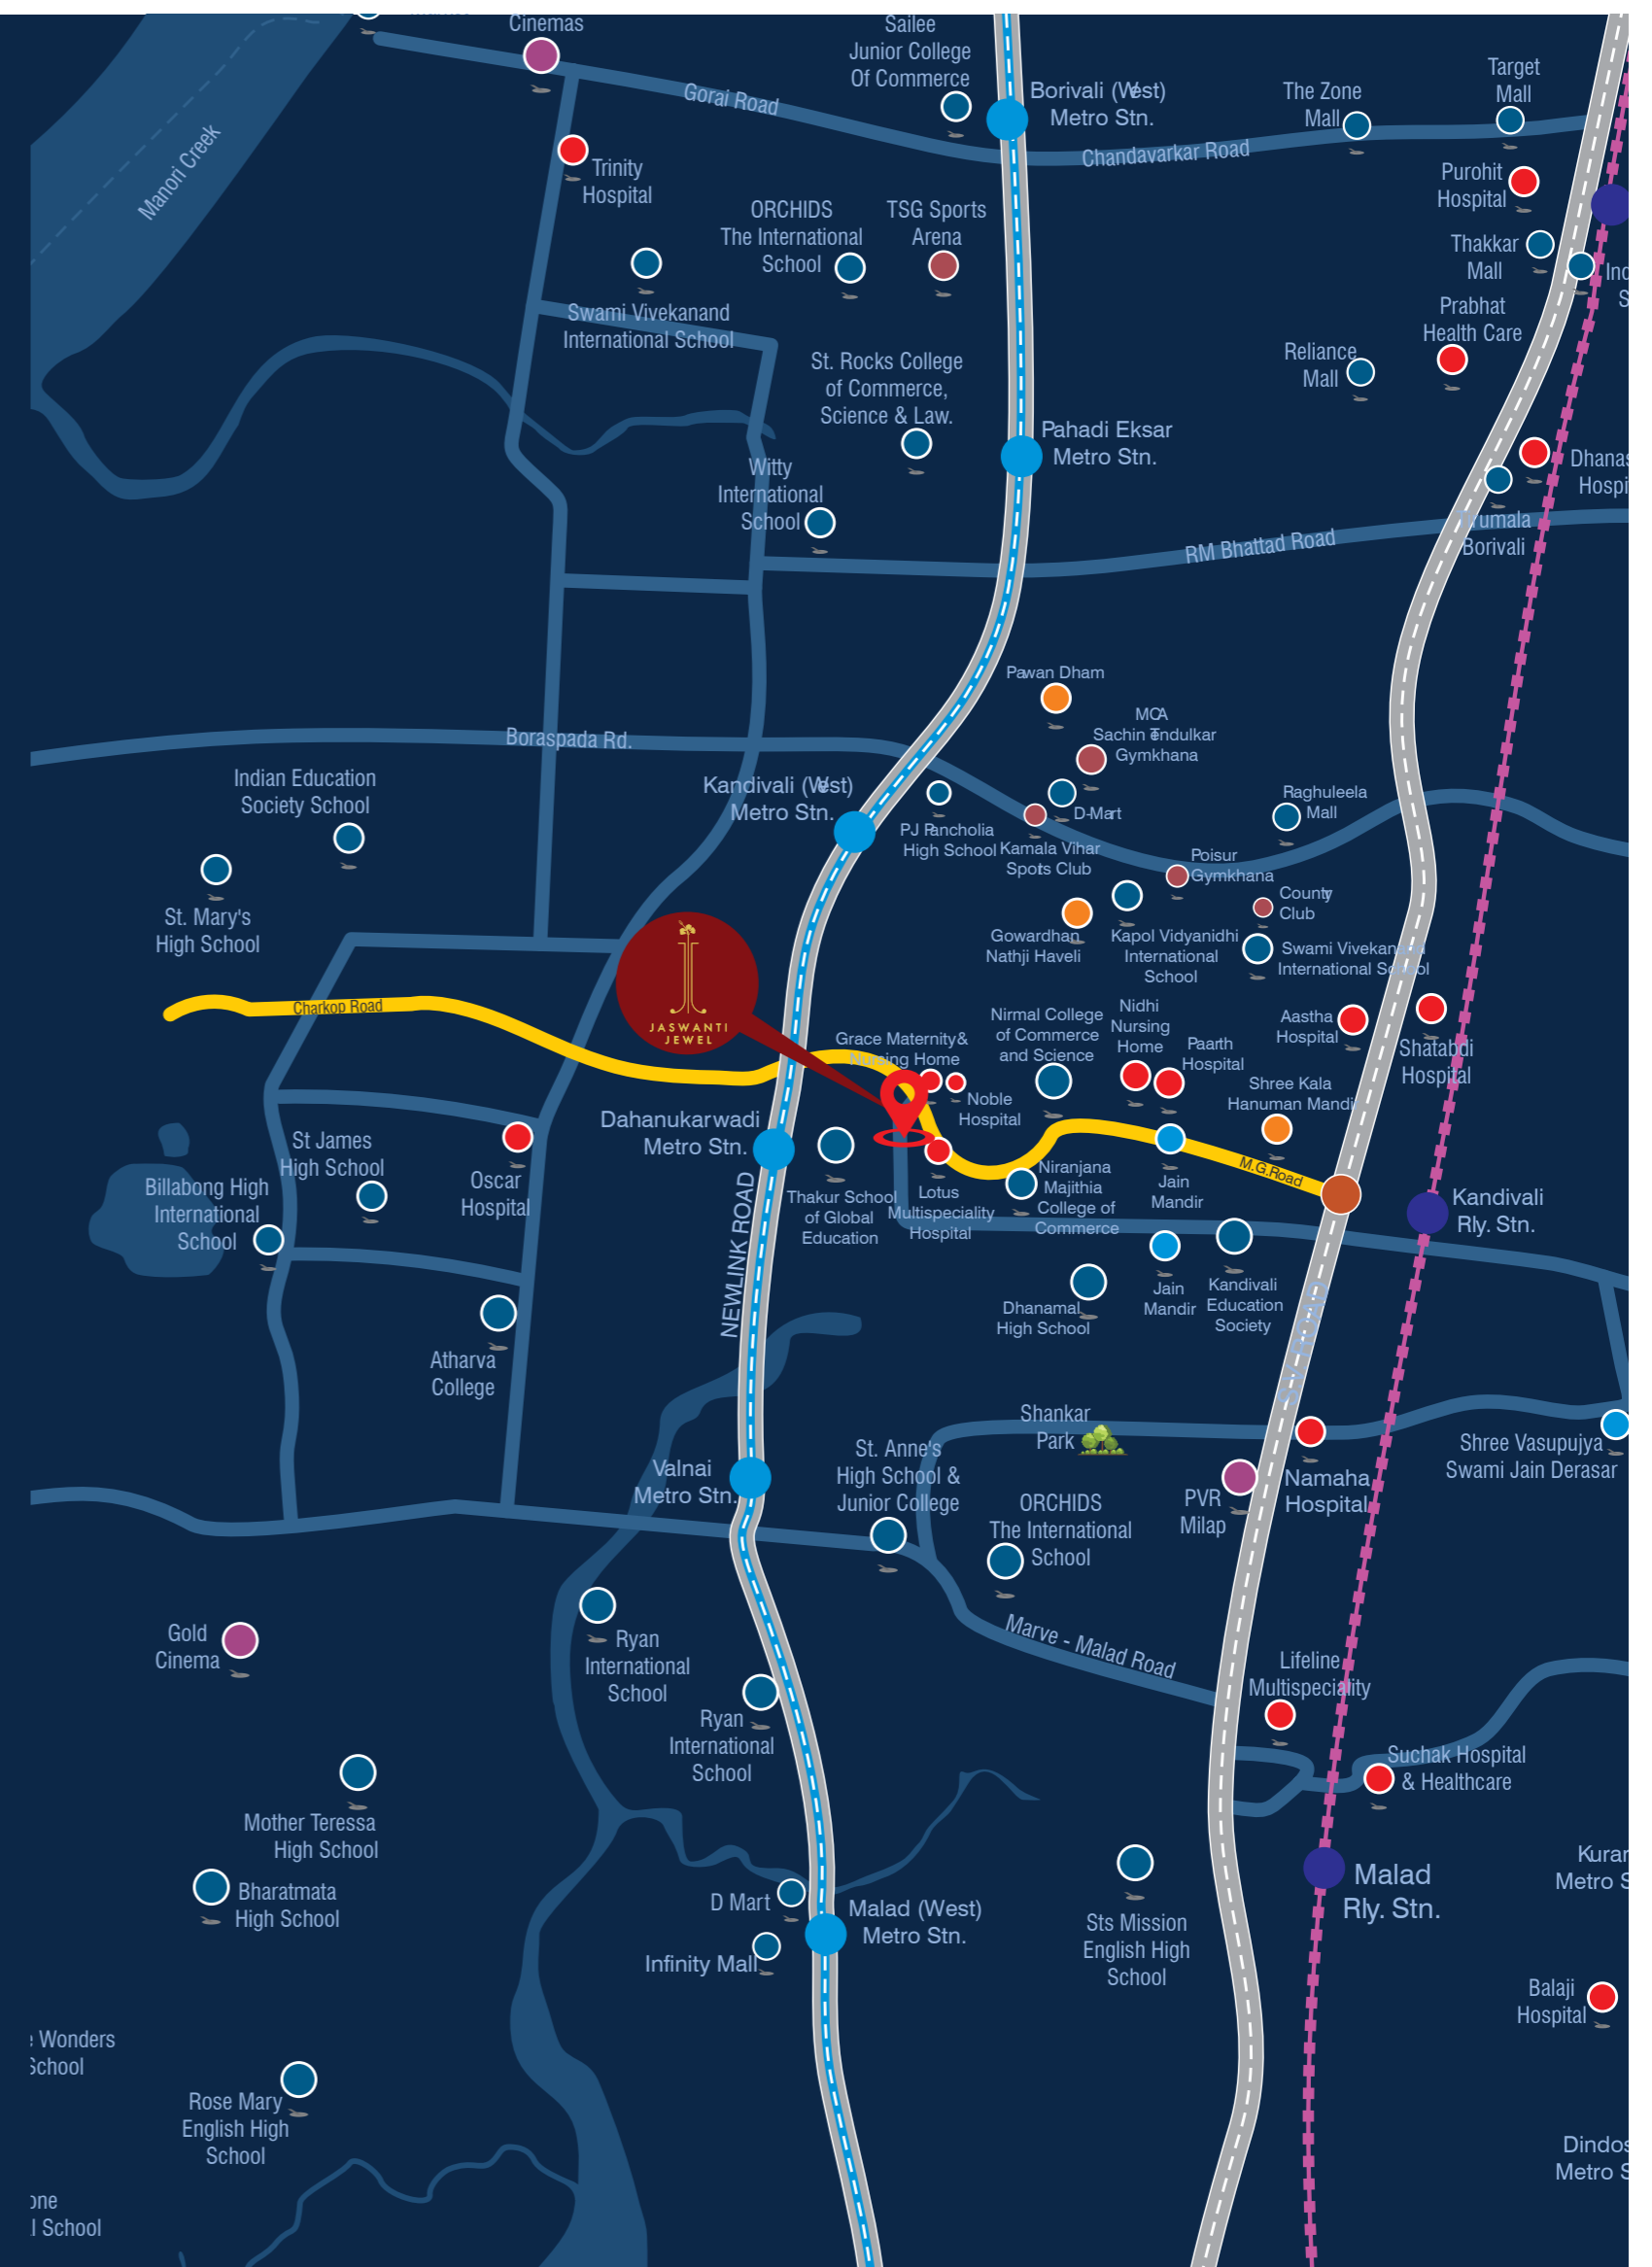 Cinemas
Sailee
Junior College
Of Commerce
Gorai Road
Borivali (West)
Metro Stn.
The Zone
Mall
Target
Mall
Chandavarkar Road
Manori Creek
Trinity
Hospital
Purohit
Hospital
ORCHIDS
The International
School
TSG Sports
Arena
Thakkar
Mall
Swami Vivekanand
International School
Prabhat
Health Care
St. Rocks College
of Commerce,
Science & Law.
Reliance
Mall
Pahadi Eksar
Metro Stn.
Witty
International
School
Borivali
RM Bhattad Road
Pawan Dham
MCA
Sachin Tendulkar
Gymkhana
Boraspada Rd.
Indian Education
Society School
Kandivali (West)
Metro Stn.
Raghuleela
Mall
D-Mart
PJ Pancholia
High School
Kamala Vihar
Spots Club
Poisur
Gymkhana
County
Club
St. Mary's
High School
Gowardhan
Nathji Haveli
Kapol Vidyanidhi
International
School
Swami Vivekanand
International School
Charkop Road
JASWANTI
JEWEL
Grace Maternity&
Nursing Home
Nirmal College
of Commerce
and Science
Nidhi
Nursing
Home
Paarth
Hospital
Aastha
Hospital
Shatabdi
Hospital
Noble
Hospital
Shree Kala
Hanuman Mandi
Dahanukarwadi
Metro Stn.
St James
High School
Oscar
Hospital
Billabong High
International
School
Thakur School
of Global
Education
Lotus
Multispeciality
Hospital
Niranjana
Majithia
College of
Commerce
Jain
Mandir
M.G.Road
Kandivali
Rly. Stn.
NEWLINK ROAD
Dhanamal
High School
Jain
Mandir
Kandivali
Education
Society
Atharva
College
Shankar
Park
St. Anne's
High School &
Junior College
Valnai
Metro Stn.
ORCHIDS
The International
School
PVR
Milap
Namaha
Hospital
Shree Vasupujya
Swami Jain Derasar
Gold
Cinema
Ryan
International
School
Marve - Malad Road
Ryan
International
School
Lifeline
Multispeciality
Suchak Hospital
& Healthcare
Mother Teressa
High School
Bharatmata
High School
D Mart
Infinity Mall
Malad (West)
Metro Stn.
Sts Mission
English High
School
Malad
Rly. Stn.
Metro S
Balaji
Hospital
Wonders
School
Rose Mary
English High
School
Metro S
School